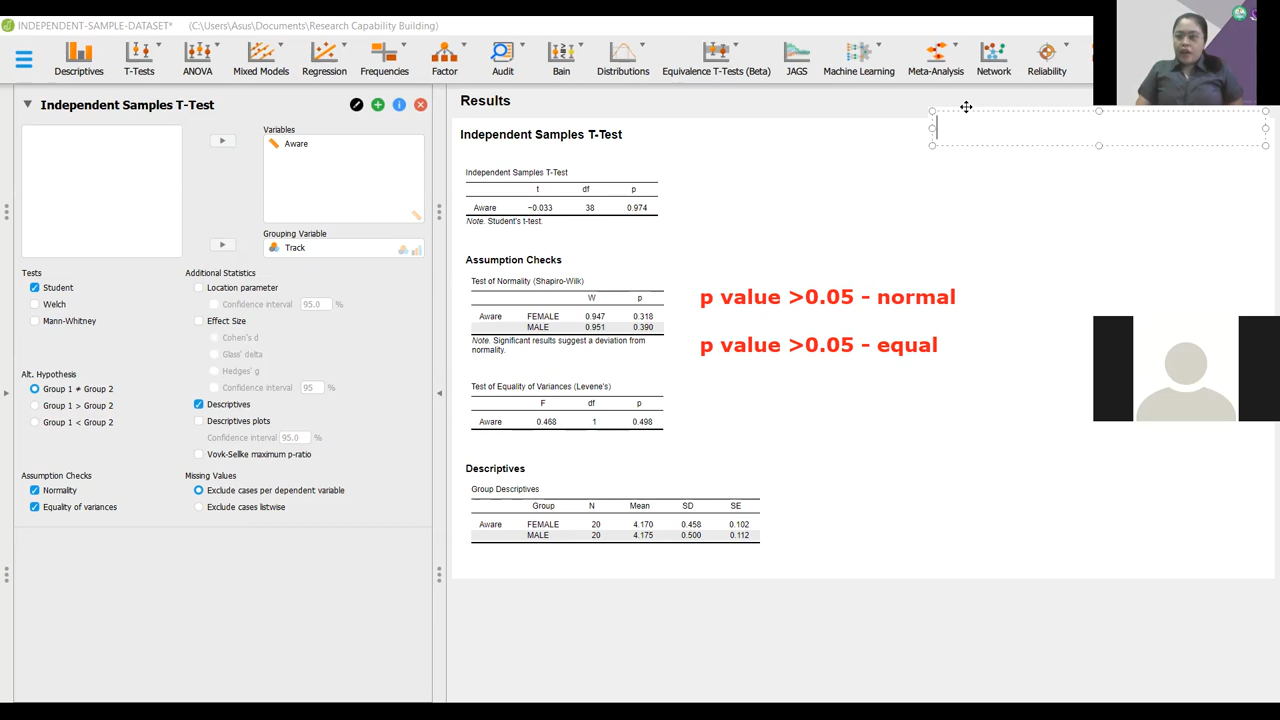 INDEPENDENT-SAMPLE-DATASET* (C:\Users\Asus\Documents\Research Capability Building)
Descriptives T-Tests ANOVA Mixed Models Regression Frequencies Factor Audit Bain Distributions Equivalence T-Tests (Beta) JAGS Machine Learning Meta-Analysis Network Reliability
Independent Samples T-Test
Variables
Aware
Grouping Variable
Track
Tests
Student
Welch
Mann-Whitney
Alt. Hypothesis
Group 1 ≠ Group 2
Group 1 > Group 2
Group 1 < Group 2
Assumption Checks
Normality
Equality of variances
Additional Statistics
Location parameter
Confidence interval 95.0 %
Effect Size
Cohen's d
Glass' delta
Hedges' g
Confidence interval 95 %
Descriptives
Descriptives plots
Confidence interval 95.0 %
Vovk-Sellke maximum p-ratio
Missing Values
Exclude cases per dependent variable
Exclude cases listwise
Results
Independent Samples T-Test
Independent Samples T-Test
t df p
Aware −0.033 38 0.974
Note. Student's t-test.
Assumption Checks
Test of Normality (Shapiro-Wilk)
W p
Aware FEMALE 0.947 0.318
MALE 0.951 0.390
Note. Significant results suggest a deviation from
normality.
p value >0.05 - normal
p value >0.05 - equal
Test of Equality of Variances (Levene's)
F df p
Aware 0.468 1 0.498
Descriptives
Group Descriptives
Group N Mean SD SE
Aware FEMALE 20 4.170 0.458 0.102
MALE 20 4.175 0.500 0.112